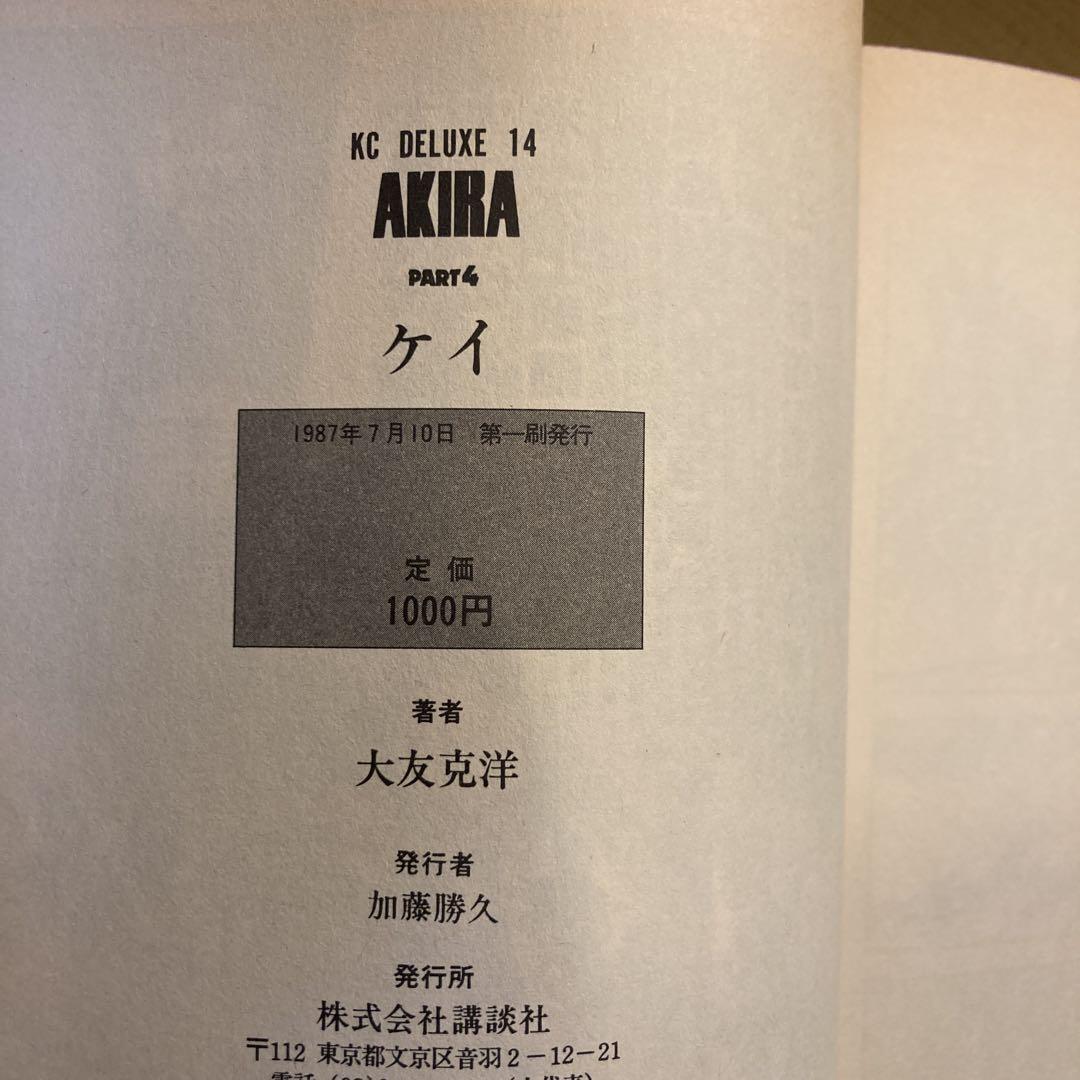 KC DELUXE 14
AKIRA
PART4
ケイ
1987年7月10日　第一刷発行
定価
1000円
著者
大友克洋
発行者
加藤勝久
発行所
株式会社講談社
〒112 東京都文京区音羽2－12－21